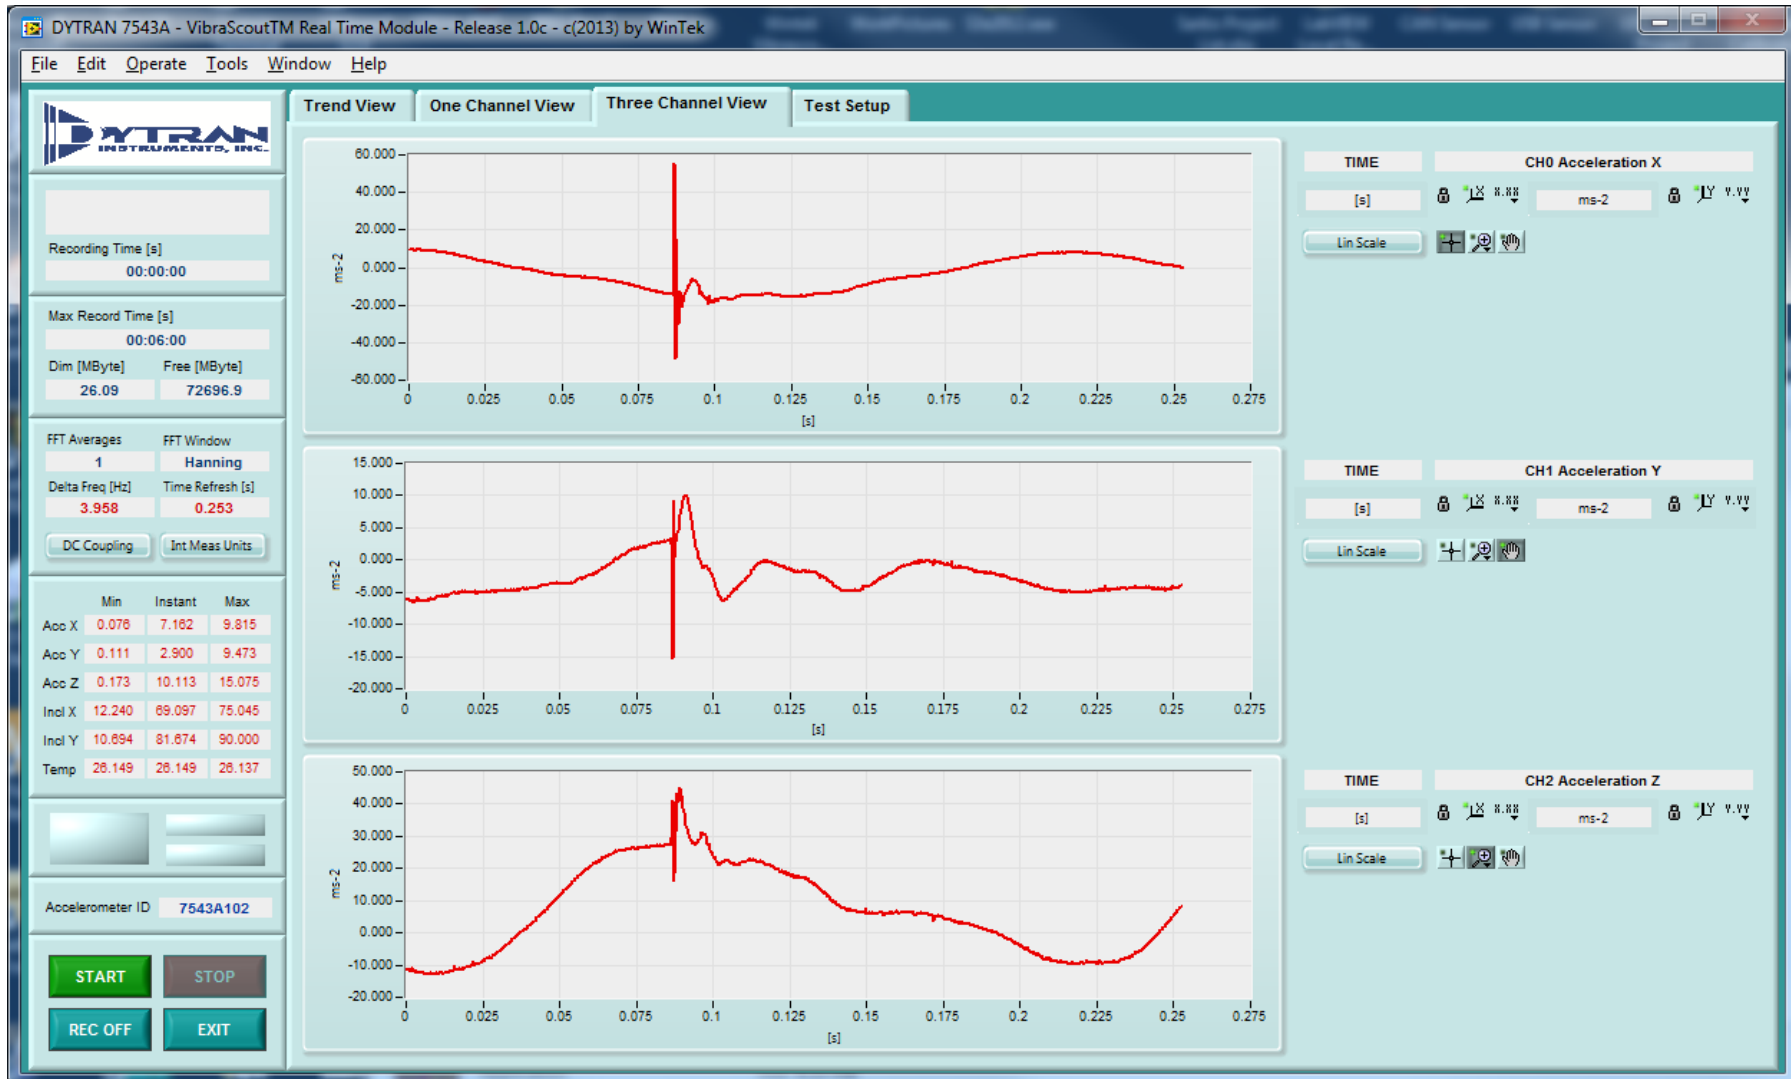 DYTRAN 7543A - VibraScoutTM Real Time Module - Release 1.0c - c(2013) by WinTek
File Edit Operate Tools Window Help
DYTRAN
INSTRUMENTS, INC.
Recording Time [s]
00:00:00
Max Record Time [s]
00:06:00
Dim [MByte] Free [MByte]
26.09 72696.9
FFT Averages FFT Window
1 Hanning
Delta Freq [Hz] Time Refresh [s]
3.958 0.253
DC Coupling Int Meas Units
Min Instant Max
Acc X 0.076 7.162 9.815
Acc Y 0.111 2.900 9.473
Acc Z 0.173 10.113 15.075
Incl X 12.240 69.097 75.045
Incl Y 10.694 81.674 90.000
Temp 26.149 26.149 26.137
Accelerometer ID 7543A102
START STOP
REC OFF EXIT
Trend View One Channel View Three Channel View Test Setup
60.000
40.000
20.000
0.000
-20.000
-40.000
-60.000
ms-2
0 0.025 0.05 0.075 0.1 0.125 0.15 0.175 0.2 0.225 0.25 0.275
[s]
TIME CH0 Acceleration X
[s] X.XX ms-2 Y.YY
Lin Scale
15.000
10.000
5.000
0.000
-5.000
-10.000
-15.000
-20.000
ms-2
0 0.025 0.05 0.075 0.1 0.125 0.15 0.175 0.2 0.225 0.25 0.275
[s]
TIME CH1 Acceleration Y
[s] X.XX ms-2 Y.YY
Lin Scale
50.000
40.000
30.000
20.000
10.000
0.000
-10.000
-20.000
ms-2
0 0.025 0.05 0.075 0.1 0.125 0.15 0.175 0.2 0.225 0.25 0.275
[s]
TIME CH2 Acceleration Z
[s] X.XX ms-2 Y.YY
Lin Scale